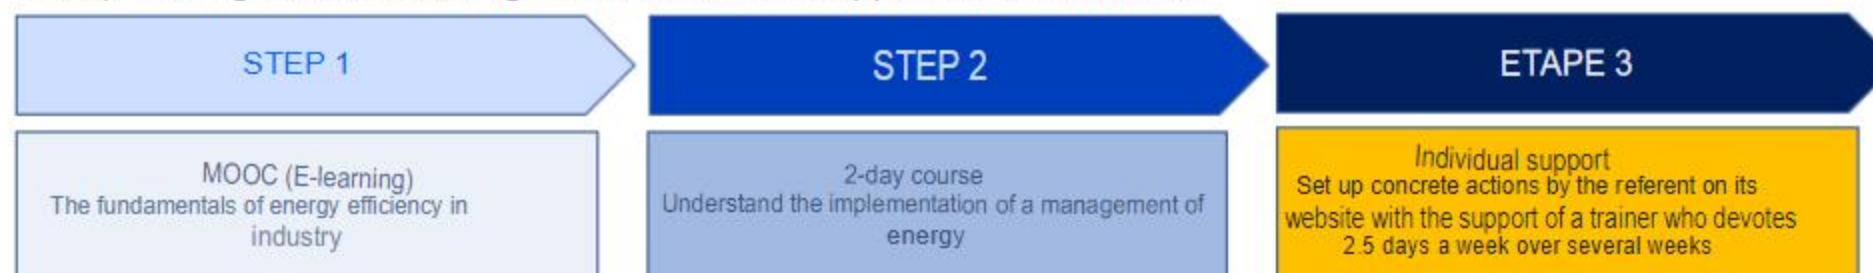 STEP 1
STEP 2
ETAPE 3
MOOC (E-learning)
The fundamentals of energy efficiency in
industry
2-day course
Understand the implementation of a management of
energy
Individual support
Set up concrete actions by the referent on its
website with the support of a trainer who devotes
2.5 days a week over several weeks